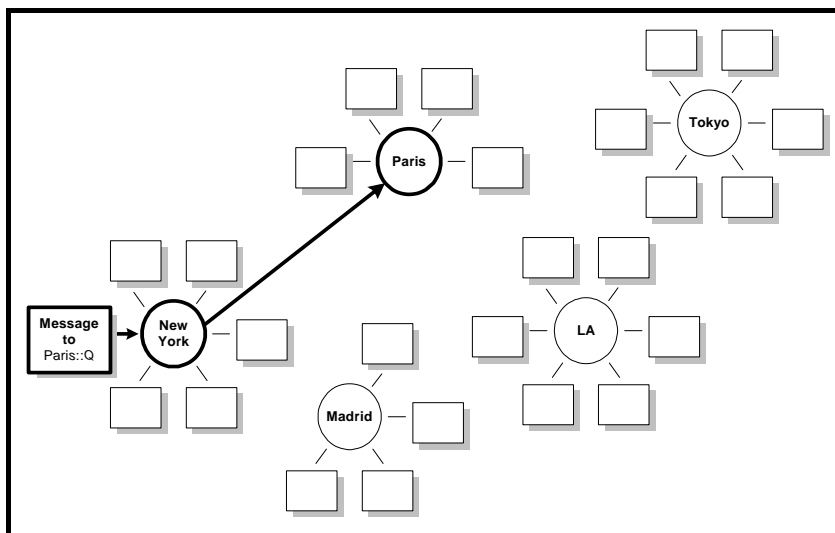 Tokyo
Paris
New
York
Message
to
Paris::Q
LA
Madrid